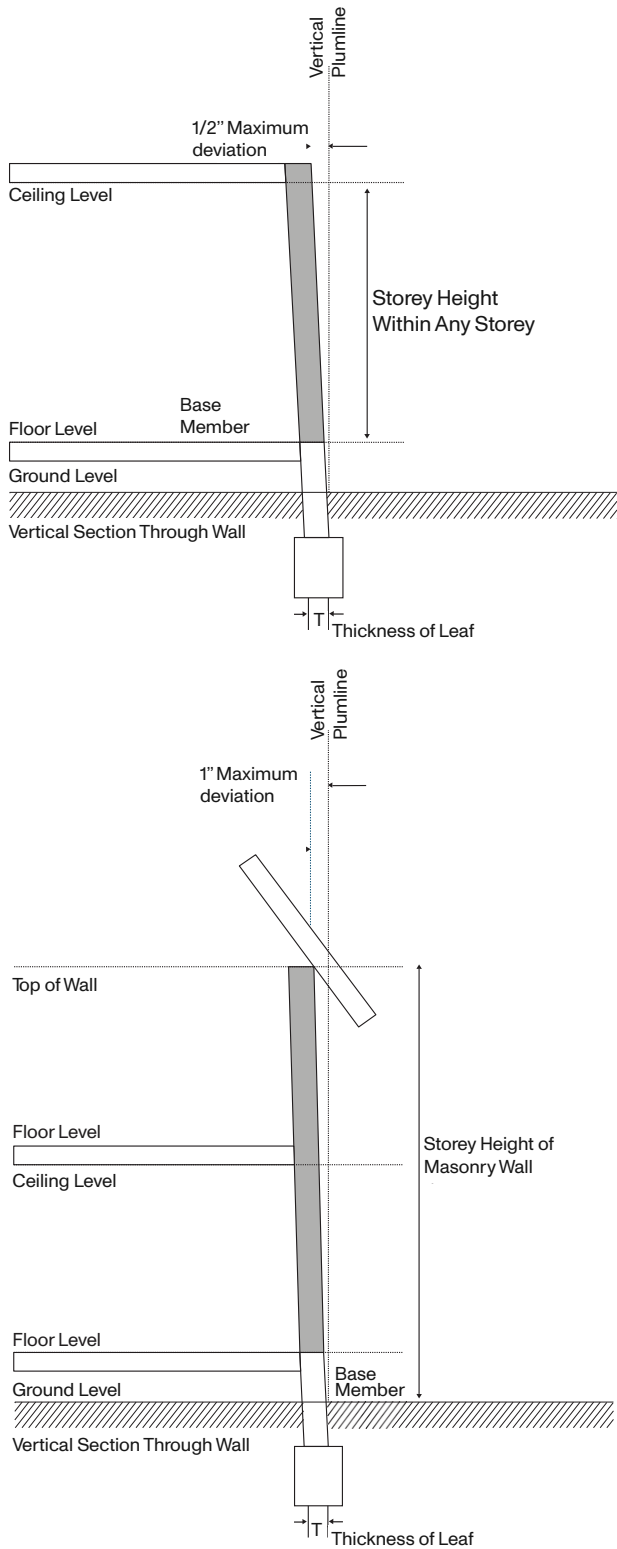 Vertical
Plumline
1/2” Maximum
deviation
Ceiling Level
Storey Height
Within Any Storey
Base
Member
Floor Level
Ground Level
Vertical Section Through Wall
T
Thickness of Leaf
Vertical
Plumline
1” Maximum
deviation
Top of Wall
Floor Level
Storey Height of
Masonry Wall
Ceiling Level
Floor Level
Base
Member
Ground Level
Vertical Section Through Wall
T
Thickness of Leaf